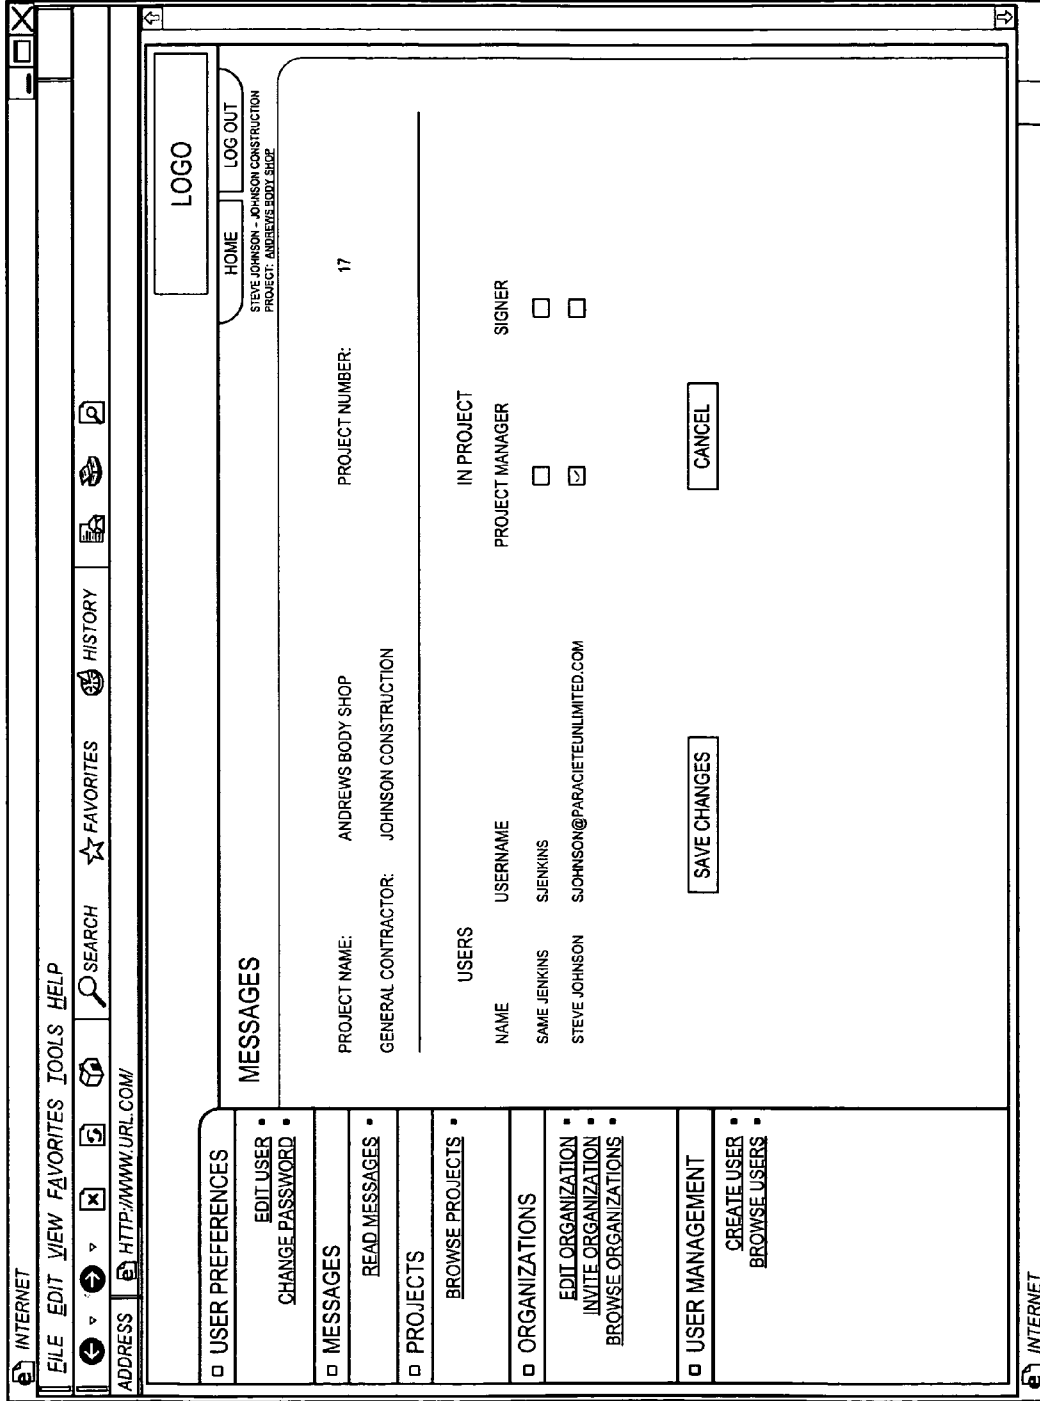 INTERNET
FILE EDIT VIEW FAVORITES TOOLS HELP
SEARCH FAVORITES HISTORY
ADDRESS HTTP://WWW.URL.COM/
LOGO
HOME LOG OUT
STEVE JOHNSON - JOHNSON CONSTRUCTION
PROJECT: ANDREWS BODY SHOP
USER PREFERENCES
EDIT USER
CHANGE PASSWORD
MESSAGES
READ MESSAGES
PROJECTS
BROWSE PROJECTS
ORGANIZATIONS
EDIT ORGANIZATION
INVITE ORGANIZATION
BROWSE ORGANIZATIONS
USER MANAGEMENT
CREATE USER
BROWSE USERS
MESSAGES
PROJECT NAME: ANDREWS BODY SHOP PROJECT NUMBER: 17
GENERAL CONTRACTOR: JOHNSON CONSTRUCTION
USERS IN PROJECT
NAME USERNAME PROJECT MANAGER SIGNER
SAME JENKINS SJENKINS
STEVE JOHNSON SJOHNSON@PARACIETEUNLIMITED.COM
SAVE CHANGES CANCEL
INTERNET